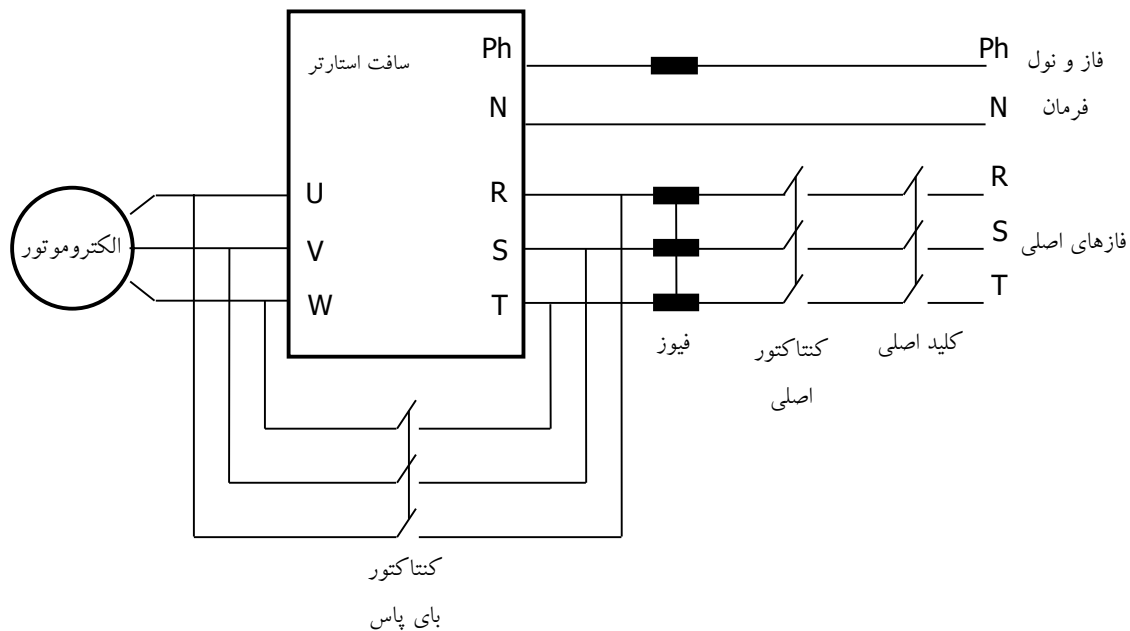 سافت استارتر
Ph
N
R
S
T
U
V
W
الکتروموتور
Ph
N
فاز و نول
فرمان
R
S
T
فازهای اصلی
فیوز
کنتاکتور
اصلی
کلید اصلی
کنتاکتور
بای پاس